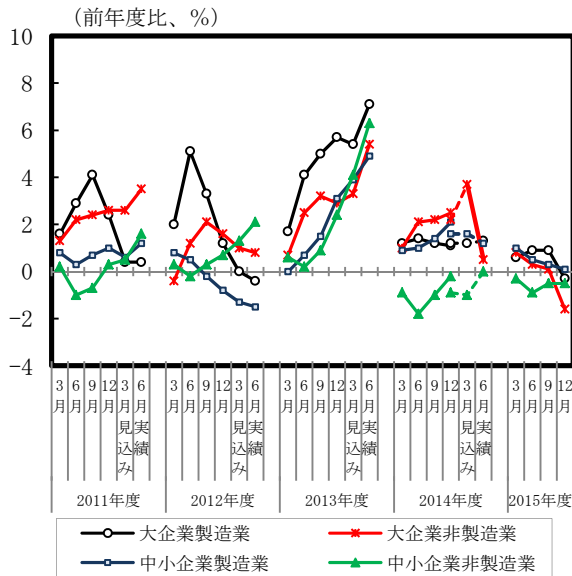 （前年度比、％）
10
8
6
4
2
0
−2
−4
3月 6月 9月 12月 3月見込み 6月実績 3月 6月 9月 12月 3月見込み 6月実績 3月 6月 9月 12月 3月見込み 6月実績 3月 6月 9月 12月 3月見込み 6月実績 3月 6月 9月 12月
2011年度 2012年度 2013年度 2014年度 2015年度
大企業製造業 大企業非製造業
中小企業製造業 中小企業非製造業